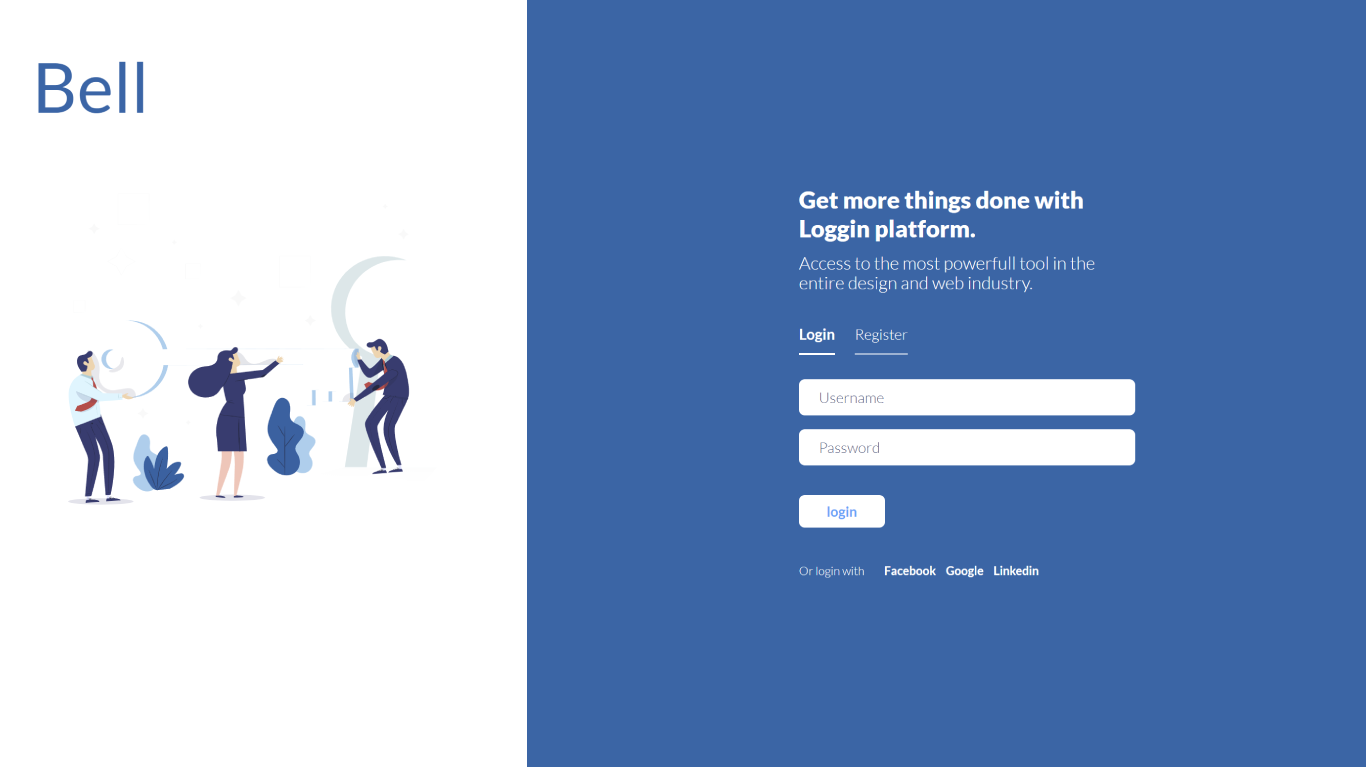 Bell
Get more things done with
Loggin platform.
Access to the most powerfull tool in the
entire design and web industry.
Login Register
Username
Password
login
Or login with Facebook Google Linkedin